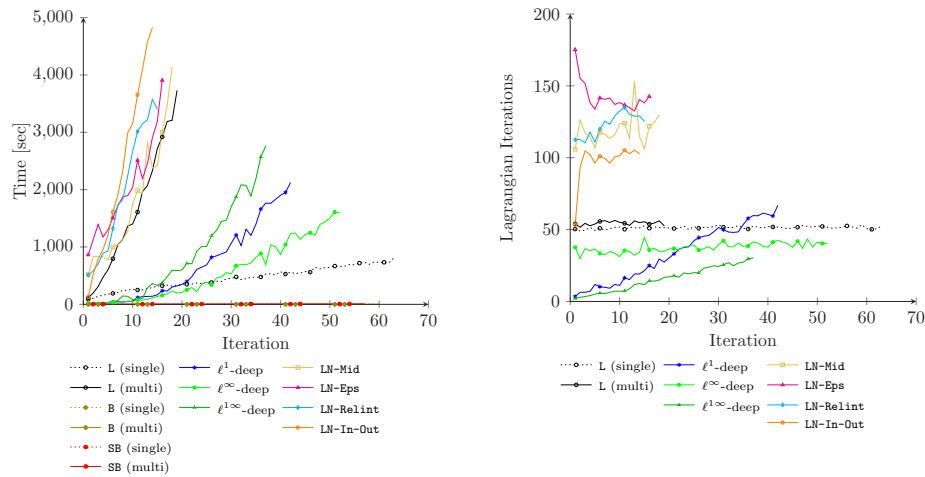 5,000
4,000
3,000
2,000
1,000
0
Time [sec]
0 10 20 30 40 50 60 70
Iteration
L (single)
L (multi)
B (single)
B (multi)
SB (single)
SB (multi)
ℓ¹-deep
ℓ∞-deep
ℓ¹∞-deep
LN-Mid
LN-Eps
LN-Relint
LN-In-Out
200
150
100
50
0
Lagrangian Iterations
0 10 20 30 40 50 60 70
Iteration
L (single)
L (multi)
ℓ¹-deep
ℓ∞-deep
ℓ¹∞-deep
LN-Mid
LN-Eps
LN-Relint
LN-In-Out